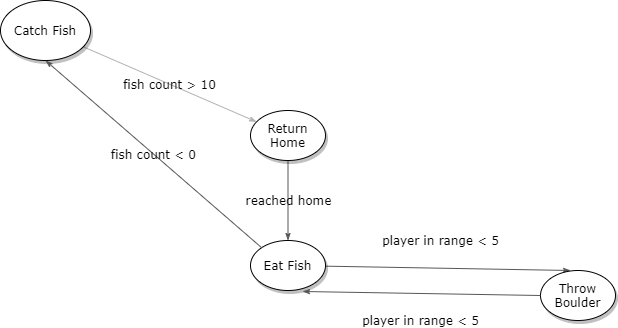 Catch Fish
fish count > 10
Return
Home
fish count < 0
reached home
player in range < 5
Eat Fish
Throw
Boulder
player in range < 5